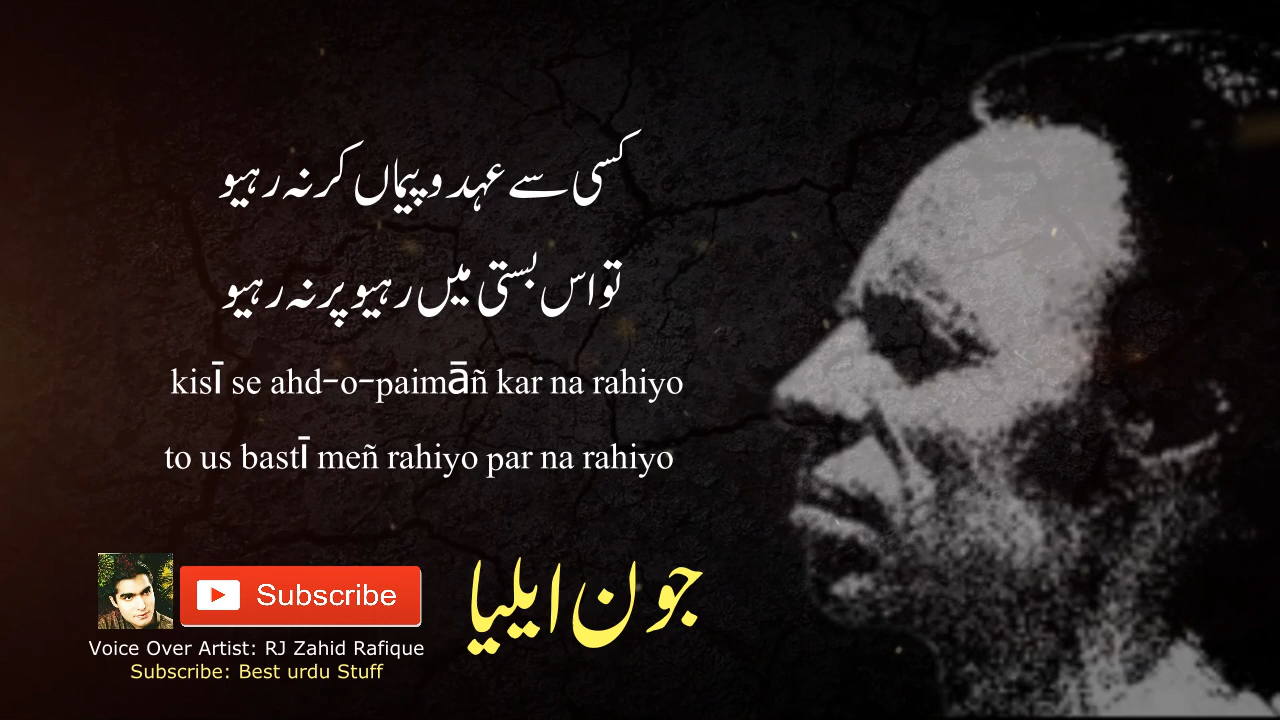 کسی سے عہد و پیماں کر نہ رہیو
تو اس بستی میں رہیو پر نہ رہیو
kisī se ahd-o-paimāñ kar na rahiyo
to us bastī meñ rahiyo par na rahiyo
جون ایلیا
Subscribe
Voice Over Artist: RJ Zahid Rafique
Subscribe: Best urdu Stuff